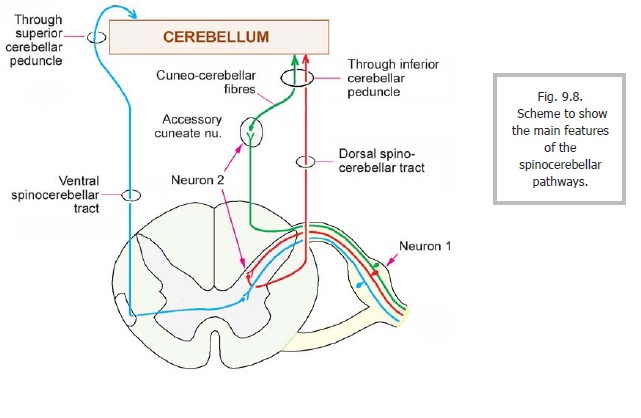 Through
superior
cerebellar
peduncle
CEREBELLUM
Cuneo-cerebellar
fibres
Through inferior
cerebellar
peduncle
Accessory
cuneate nu.
Dorsal spino-
cerebellar tract
Ventral
spinocerebellar
tract
Neuron 2
Neuron 1
Fig. 9.8.
Scheme to show
the main features
of the
spinocerebellar
pathways.